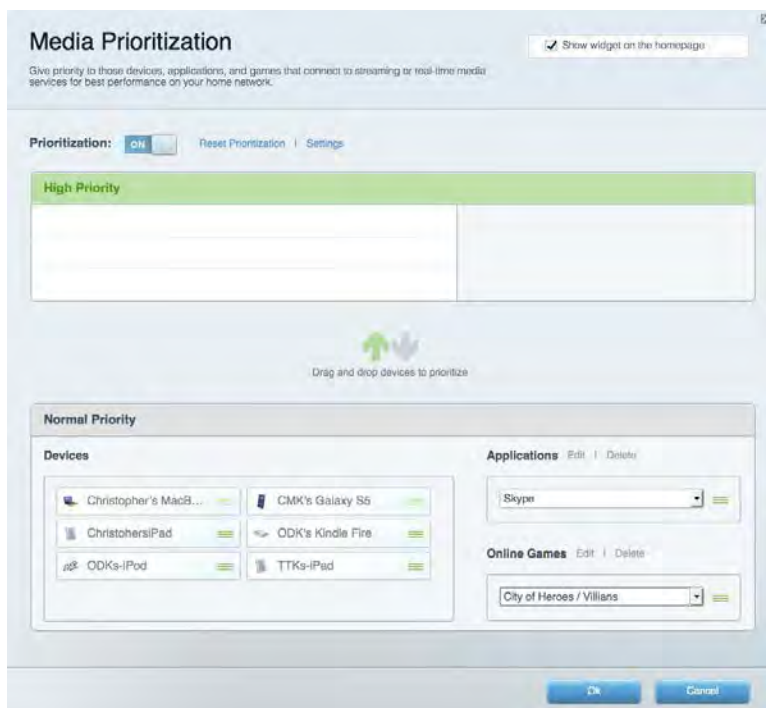 Media Prioritization
Show widget on the homepage
Give priority to those devices, applications, and games that connect to streaming or real-time media
services for best performance on your home network.
Prioritization: ON Reset Prioritization | Settings
High Priority
Drag and drop devices to prioritize
Normal Priority
Devices
Applications Edit | Delete
Christopher's MacB... CMK's Galaxy S5
Skype
ChristohersiPad ODK's Kindle Fire
Online Games Edit | Delete
ODKs-iPod TTKs-iPad
City of Heroes / Villians
Ok Cancel